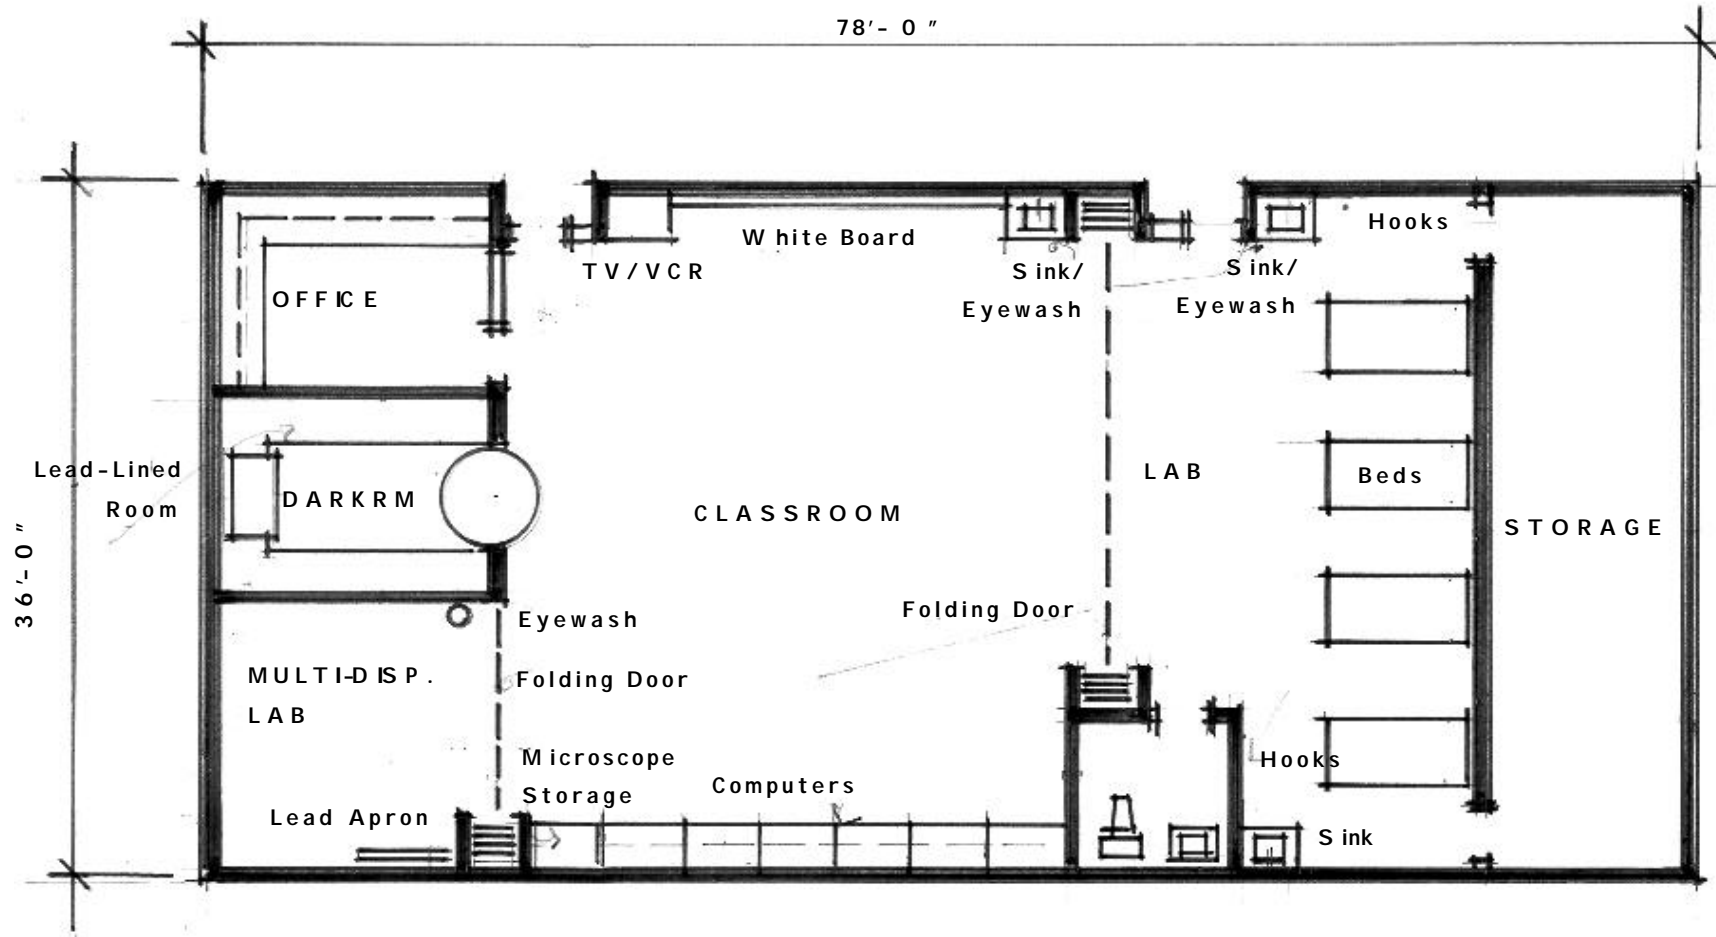 78'-0"
Hooks
White Board
TV/VCR
Sink/
Eyewash
Sink/
Eyewash
OFFICE
Lead-Lined
Room
DARKRM
CLASSROOM
LAB
Beds
STORAGE
36'-0"
Eyewash
Folding Door
Folding Door
MULTI-DISP.
LAB
Microscope
Storage
Computers
Hooks
Lead Apron
Sink